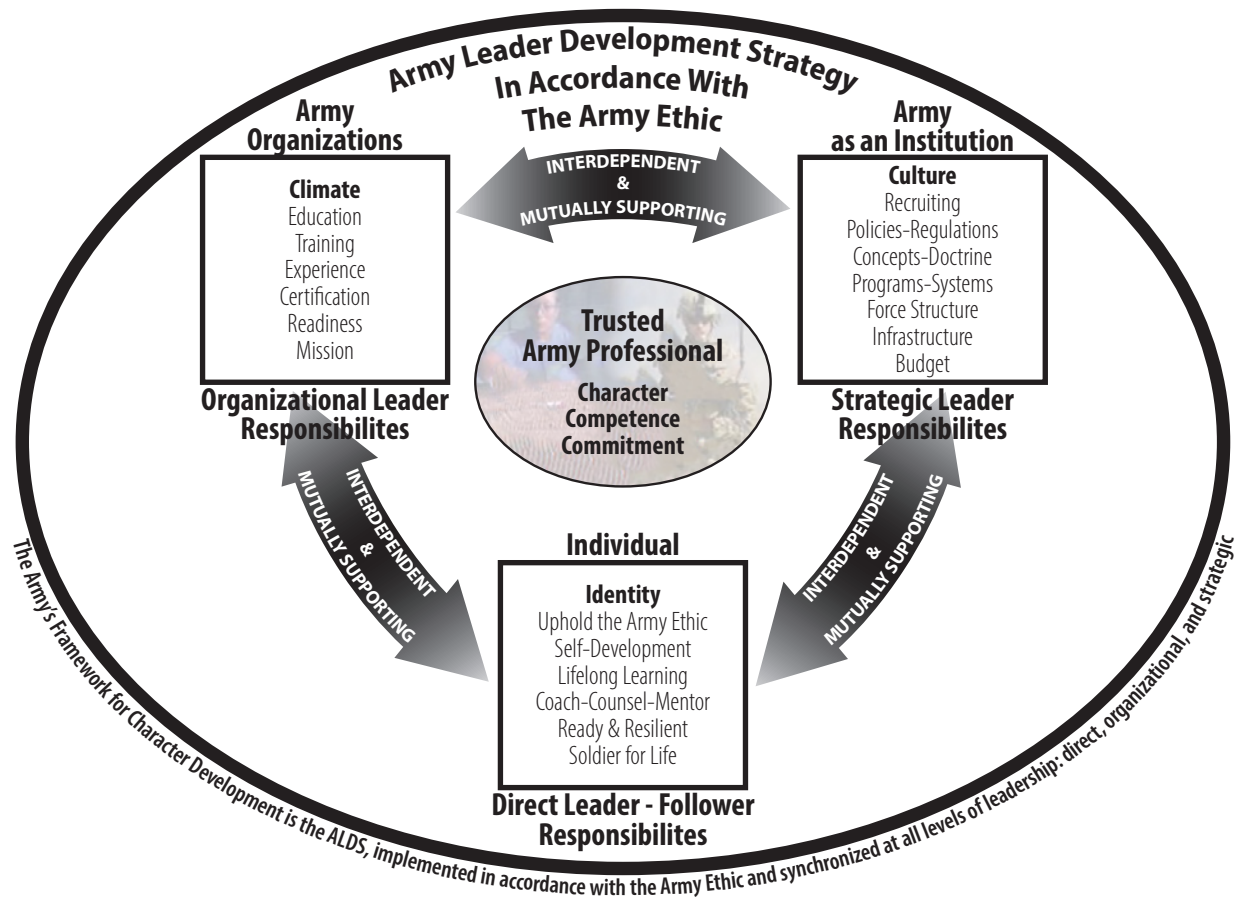 Army Leader Development Strategy
In Accordance With
The Army Ethic
Army
Organizations
Climate
Education
Training
Experience
Certification
Readiness
Mission
Organizational Leader
Responsibilites
INTERDEPENDENT
&
MUTUALLY SUPPORTING
Army
as an Institution
Culture
Recruiting
Policies-Regulations
Concepts-Doctrine
Programs-Systems
Force Structure
Infrastructure
Budget
Strategic Leader
Responsibilites
Trusted
Army Professional
Character
Competence
Commitment
INTERDEPENDENT
&
MUTUALLY SUPPORTING
INTERDEPENDENT
&
MUTUALLY SUPPORTING
Individual
Identity
Uphold the Army Ethic
Self-Development
Lifelong Learning
Coach-Counsel-Mentor
Ready & Resilient
Soldier for Life
Direct Leader - Follower
Responsibilites
The Army's Framework for Character Development is the ALDS, implemented in accordance with the Army Ethic and synchronized at all levels of leadership: direct, organizational, and strategic